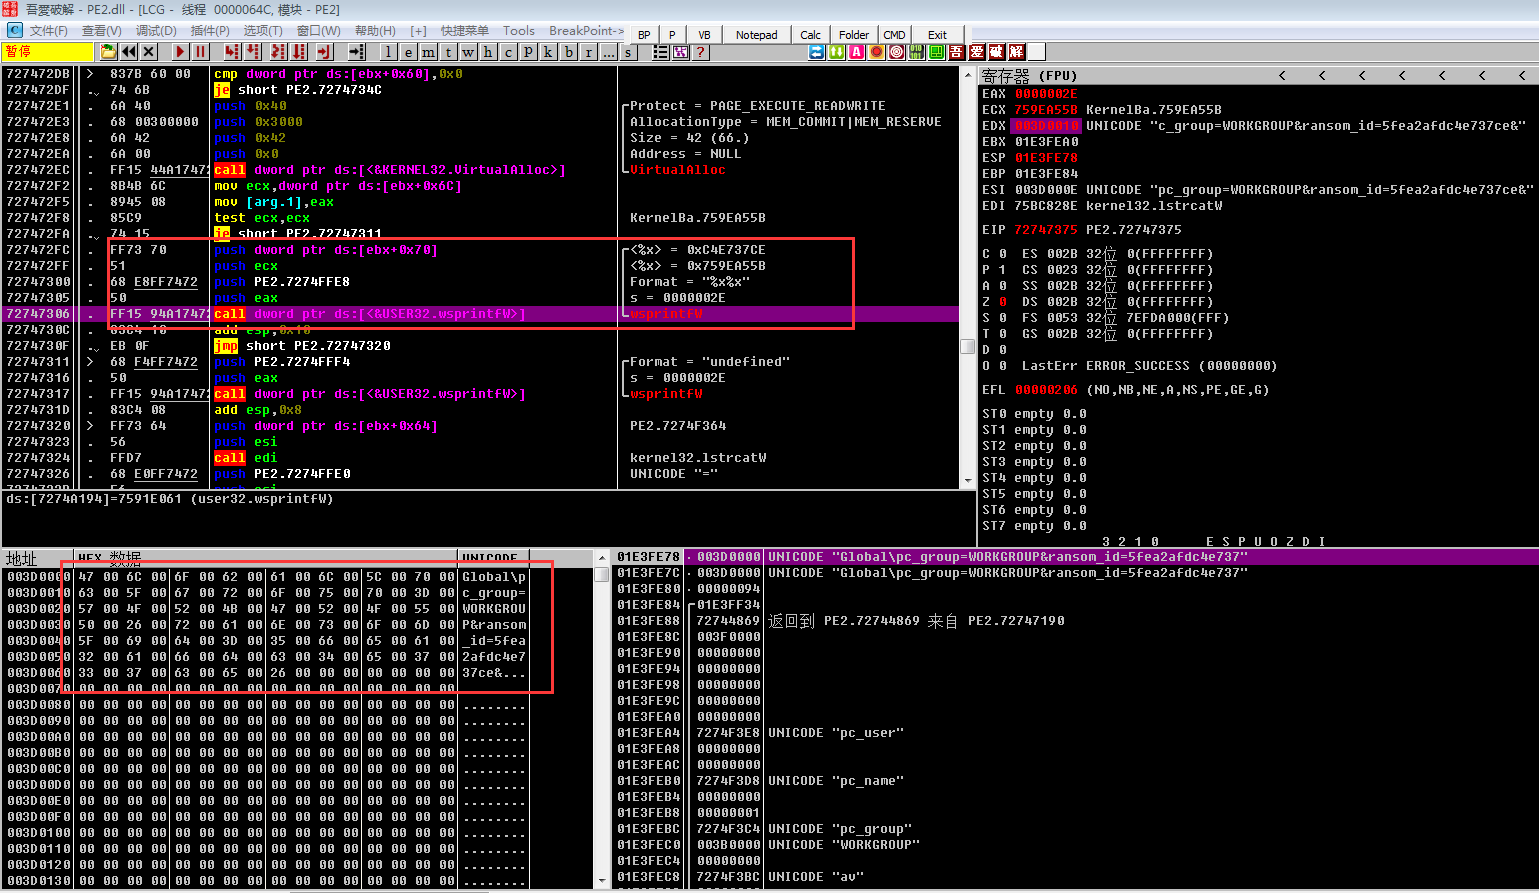 吾爱破解 - PE2.dll - [LCG - 线程 0000064C, 模块 - PE2]
文件(F) 查看(V) 调试(D) 插件(P) 选项(T) 窗口(W) 帮助(H) [+] 快捷菜单 Tools BreakPoint-> BP P VB Notepad Calc Folder CMD Exit
暂停 l e m t w h c p k b r ... s ? A 吾 爱 破 解
727472DB > 837B 60 00 cmp dword ptr ds:[ebx+0x60],0x0
727472DF . 74 6B je short PE2.7274734C
727472E1 . 6A 40 push 0x40 Protect = PAGE_EXECUTE_READWRITE
727472E3 . 68 00300000 push 0x3000 AllocationType = MEM_COMMIT|MEM_RESERVE
727472E8 . 6A 42 push 0x42 Size = 42 (66.)
727472EA . 6A 00 push 0x0 Address = NULL
727472EC . FF15 44A17472 call dword ptr ds:[<&KERNEL32.VirtualAlloc>] VirtualAlloc
727472F2 . 8B4B 6C mov ecx,dword ptr ds:[ebx+0x6C]
727472F5 . 8945 08 mov [arg.1],eax
727472F8 . 85C9 test ecx,ecx KernelBa.759EA55B
727472FA . 74 15 je short PE2.72747311
727472FC . FF73 70 push dword ptr ds:[ebx+0x70] <%x> = 0xC4E737CE
727472FF . 51 push ecx <%x> = 0x759EA55B
72747300 . 68 E8FF7472 push PE2.7274FFE8 Format = "%x%x"
72747305 . 50 push eax s = 0000002E
72747306 . FF15 94A17472 call dword ptr ds:[<&USER32.wsprintfW>] wsprintfW
7274730C . 83C4 10 add esp,0x10
7274730F . EB 0F jmp short PE2.72747320
72747311 > 68 F4FF7472 push PE2.7274FFF4 Format = "undefined"
72747316 . 50 push eax s = 0000002E
72747317 . FF15 94A17472 call dword ptr ds:[<&USER32.wsprintfW>] wsprintfW
7274731D . 83C4 08 add esp,0x8
72747320 > FF73 64 push dword ptr ds:[ebx+0x64] PE2.7274F364
72747323 . 56 push esi
72747324 . FFD7 call edi kernel32.lstrcatW
72747326 . 68 E0FF7472 push PE2.7274FFE0 UNICODE "="
ds:[7274A194]=7591E061 (user32.wsprintfW)
寄存器 (FPU) < < < < < < <
EAX 0000002E
ECX 759EA55B KernelBa.759EA55B
EDX 003D001A UNICODE "c_group=WORKGROUP&ransom_id=5fea2afdc4e737ce&"
EBX 01E3FEA0
ESP 01E3FE78
EBP 01E3FE84
ESI 003D000E UNICODE "pc_group=WORKGROUP&ransom_id=5fea2afdc4e737ce&"
EDI 75BC828E kernel32.lstrcatW
EIP 72747375 PE2.72747375
C 0 ES 002B 32位 0(FFFFFFFF)
P 1 CS 0023 32位 0(FFFFFFFF)
A 0 SS 002B 32位 0(FFFFFFFF)
Z 0 DS 002B 32位 0(FFFFFFFF)
S 0 FS 0053 32位 7EFDA000(FFF)
T 0 GS 002B 32位 0(FFFFFFFF)
D 0
O 0 LastErr ERROR_SUCCESS (00000000)
EFL 00000206 (NO,NB,NE,A,NS,PE,GE,G)
ST0 empty 0.0
ST1 empty 0.0
ST2 empty 0.0
ST3 empty 0.0
ST4 empty 0.0
ST5 empty 0.0
ST6 empty 0.0
ST7 empty 0.0
3 2 1 0 E S P U O Z D I
地址 HEX 数据 UNICODE
003D0000 47 00 6C 00 6F 00 62 00 61 00 6C 00 5C 00 70 00 Global\p
003D0010 63 00 5F 00 67 00 72 00 6F 00 75 00 70 00 3D 00 c_group=
003D0020 57 00 4F 00 52 00 4B 00 47 00 52 00 4F 00 55 00 WORKGROU
003D0030 50 00 26 00 72 00 61 00 6E 00 73 00 6F 00 6D 00 P&ransom
003D0040 5F 00 69 00 64 00 3D 00 35 00 66 00 65 00 61 00 _id=5fea
003D0050 32 00 61 00 66 00 64 00 63 00 34 00 65 00 37 00 2afdc4e7
003D0060 33 00 37 00 63 00 65 00 26 00 00 00 00 00 00 00 37ce&...
003D0070 00 00 00 00 00 00 00 00 00 00 00 00 00 00 00 00 ........
003D0080 00 00 00 00 00 00 00 00 00 00 00 00 00 00 00 00 ........
003D0090 00 00 00 00 00 00 00 00 00 00 00 00 00 00 00 00 ........
003D00A0 00 00 00 00 00 00 00 00 00 00 00 00 00 00 00 00 ........
003D00B0 00 00 00 00 00 00 00 00 00 00 00 00 00 00 00 00 ........
003D00C0 00 00 00 00 00 00 00 00 00 00 00 00 00 00 00 00 ........
003D00D0 00 00 00 00 00 00 00 00 00 00 00 00 00 00 00 00 ........
003D00E0 00 00 00 00 00 00 00 00 00 00 00 00 00 00 00 00 ........
003D00F0 00 00 00 00 00 00 00 00 00 00 00 00 00 00 00 00 ........
003D0100 00 00 00 00 00 00 00 00 00 00 00 00 00 00 00 00 ........
003D0110 00 00 00 00 00 00 00 00 00 00 00 00 00 00 00 00 ........
003D0120 00 00 00 00 00 00 00 00 00 00 00 00 00 00 00 00 ........
003D0130 00 00 00 00 00 00 00 00 00 00 00 00 00 00 00 00 ........
01E3FE78 003D0000 UNICODE "Global\pc_group=WORKGROUP&ransom_id=5fea2afdc4e737"
01E3FE7C 003D0000 UNICODE "Global\pc_group=WORKGROUP&ransom_id=5fea2afdc4e737"
01E3FE80 00000094
01E3FE84 01E3FF34
01E3FE88 72744869 返回到 PE2.72744869 来自 PE2.72747190
01E3FE8C 003F0000
01E3FE90 00000000
01E3FE94 00000000
01E3FE98 00000000
01E3FE9C 00000000
01E3FEA0 00000000
01E3FEA4 7274F3E8 UNICODE "pc_user"
01E3FEA8 00000000
01E3FEAC 00000000
01E3FEB0 7274F3D8 UNICODE "pc_name"
01E3FEB4 00000000
01E3FEB8 00000001
01E3FEBC 7274F3C4 UNICODE "pc_group"
01E3FEC0 003B0000 UNICODE "WORKGROUP"
01E3FEC4 00000000
01E3FEC8 7274F3BC UNICODE "av"